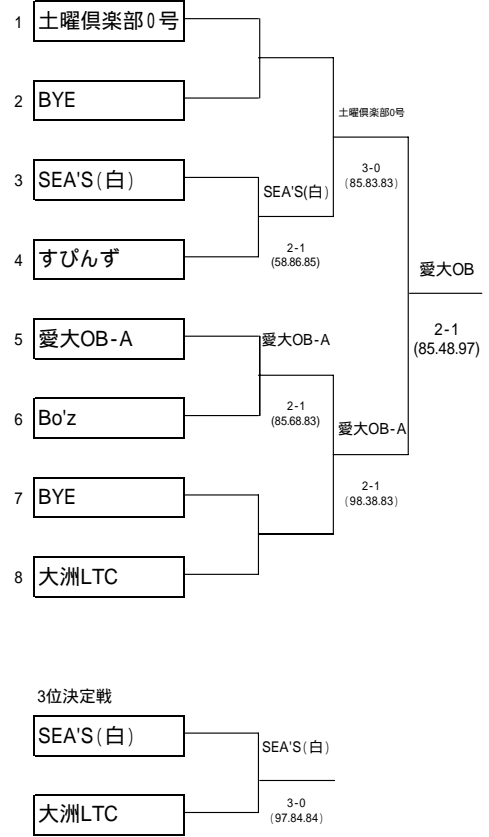 1 土曜倶楽部0号
2 BYE
土曜倶楽部0号
3 SEA'S(白)
SEA'S(白)
3-0
(85.83.83)
4 すぴんず
2-1
(58.86.85)
愛大OB
5 愛大OB-A
愛大OB-A
2-1
(85.48.97)
6 Bo'z
2-1
(85.68.83)
愛大OB-A
7 BYE
2-1
(98.38.83)
8 大洲LTC
3位決定戦
SEA'S(白)
SEA'S(白)
大洲LTC
3-0
(97.84.84)